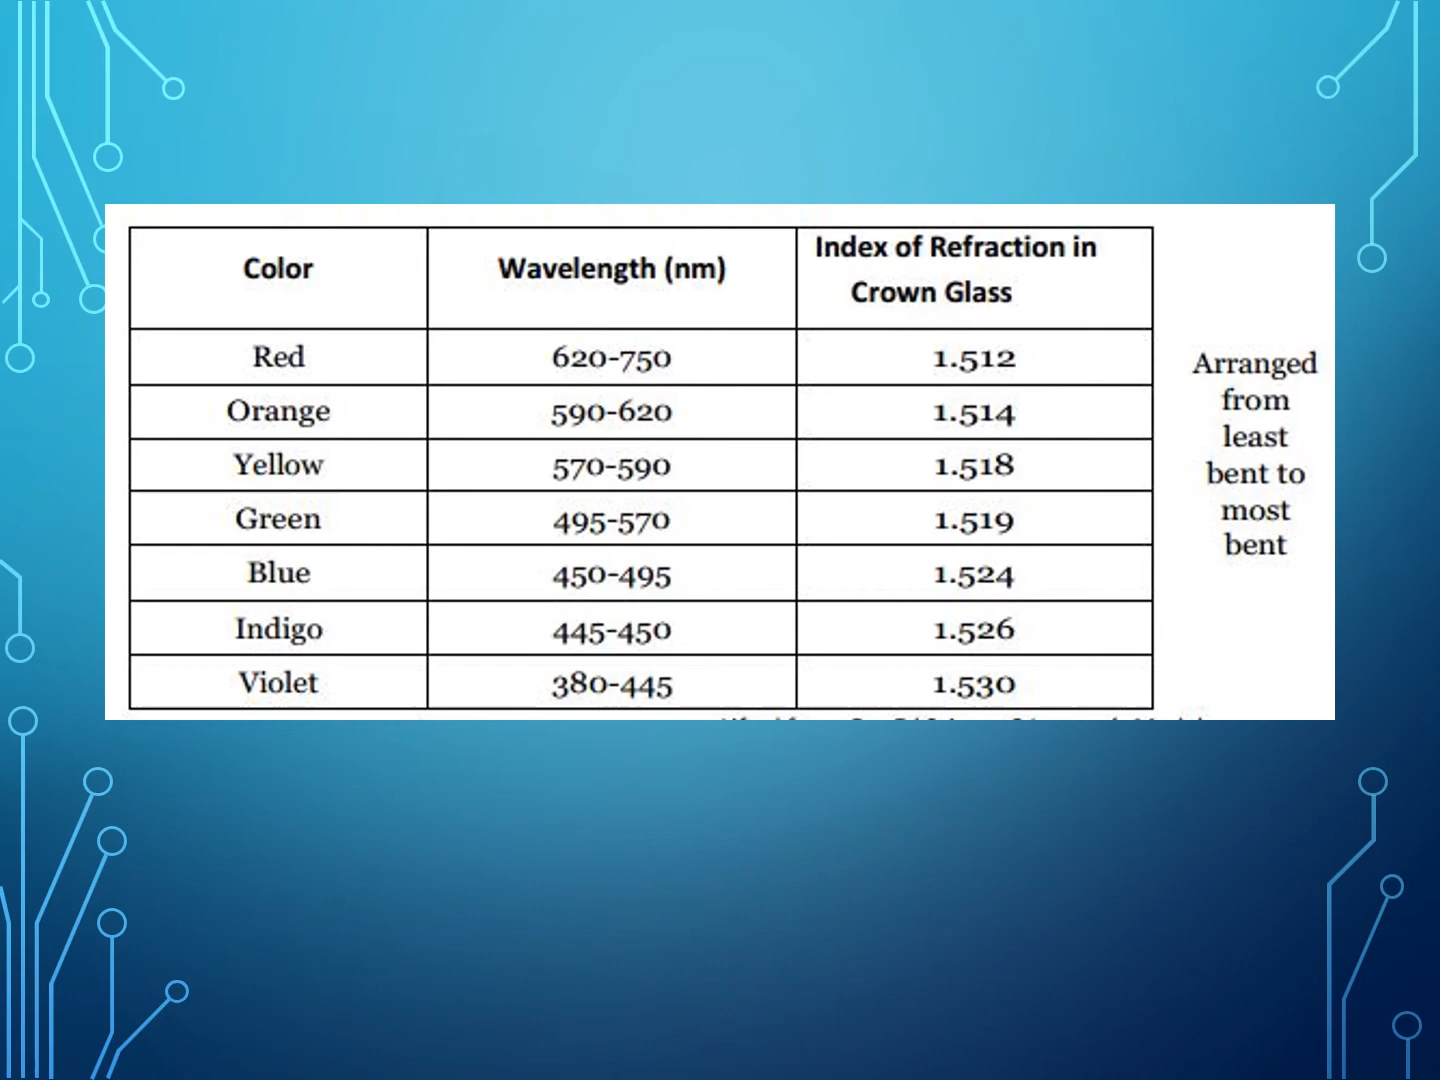 Color Wavelength (nm) Index of Refraction in
Crown Glass
Red 620-750 1.512
Orange 590-620 1.514
Yellow 570-590 1.518
Green 495-570 1.519
Blue 450-495 1.524
Indigo 445-450 1.526
Violet 380-445 1.530
Arranged
from
least
bent to
most
bent